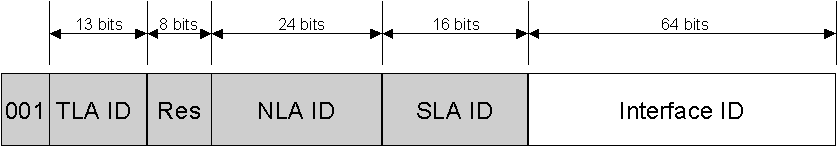 13 bits 8 bits 24 bits 16 bits 64 bits
001 TLA ID Res NLA ID SLA ID Interface ID